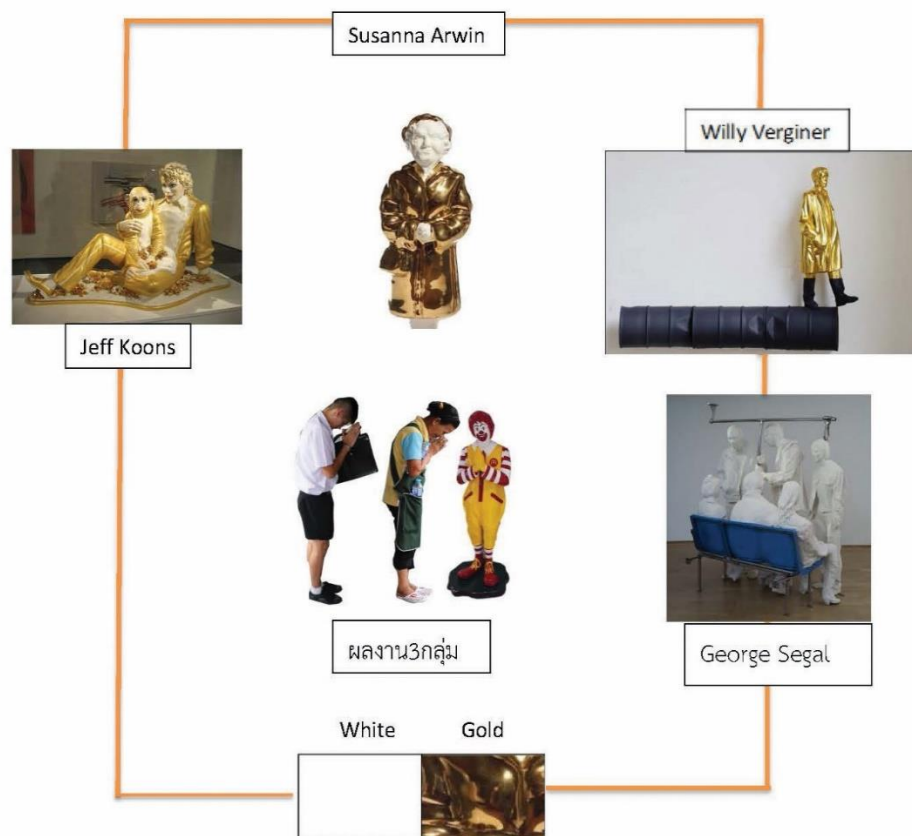 Susanna Arwin
Willy Verginer
Jeff Koons
ผลงาน3กลุ่ม
George Segal
White Gold